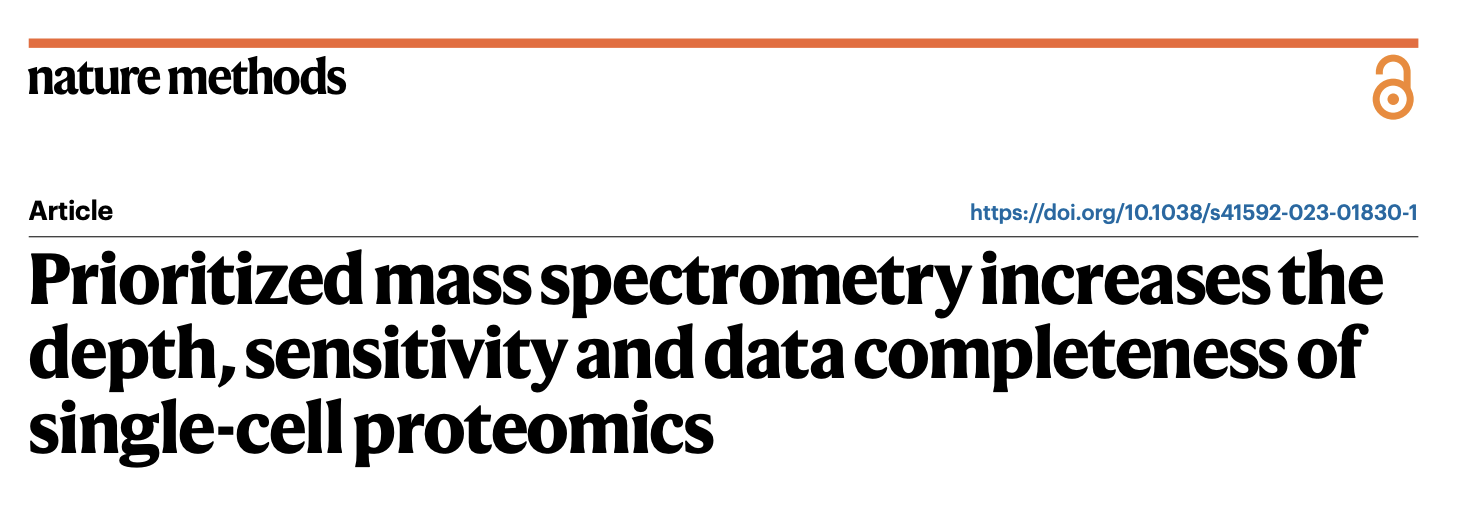 nature methods
Article
https://doi.org/10.1038/s41592-023-01830-1
Prioritized mass spectrometry increases the
depth, sensitivity and data completeness of
single-cell proteomics